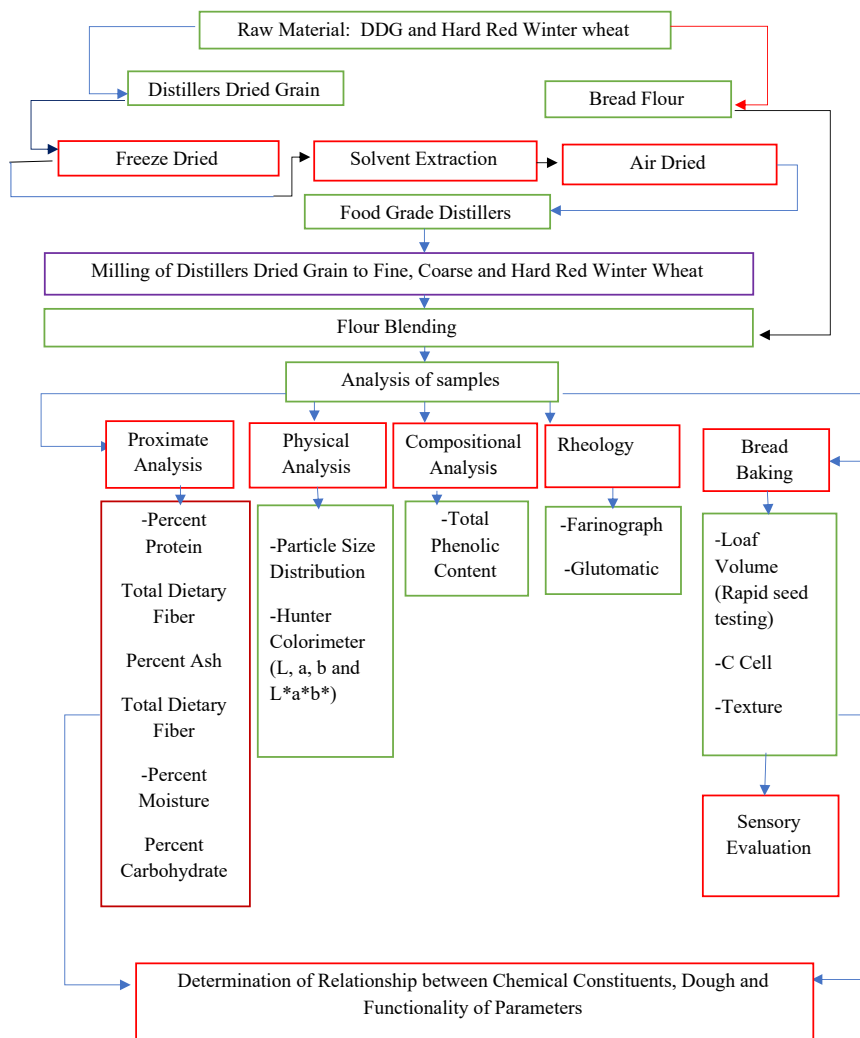 Raw Material:  DDG and Hard Red Winter wheat
Distillers Dried Grain
Bread Flour
Freeze Dried
Solvent Extraction
Air Dried
Food Grade Distillers
Milling of Distillers Dried Grain to Fine, Coarse and Hard Red Winter Wheat
Flour Blending
Analysis of samples
Proximate
Analysis
Physical
Analysis
Compositional
Analysis
Rheology
Bread
Baking
-Percent
Protein
Total Dietary
Fiber
Percent Ash
Total Dietary
Fiber
-Percent
Moisture
Percent
Carbohydrate
-Particle Size
Distribution
-Hunter
Colorimeter
(L, a, b and
L*a*b*)
-Total
Phenolic
Content
-Farinograph
-Glutomatic
-Loaf
Volume
(Rapid seed
testing)
-C Cell
-Texture
Sensory
Evaluation
Determination of Relationship between Chemical Constituents, Dough and
Functionality of Parameters